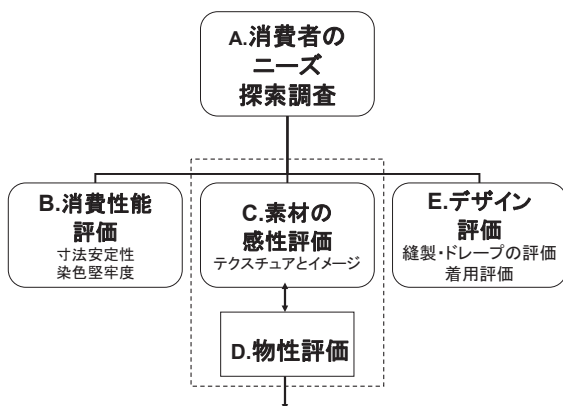 A.消費者の
ニーズ
探索調査
B.消費性能
評価
寸法安定性
染色堅牢度
C.素材の
感性評価
テクスチュアとイメージ
E.デザイン
評価
縫製・ドレープの評価
着用評価
D.物性評価